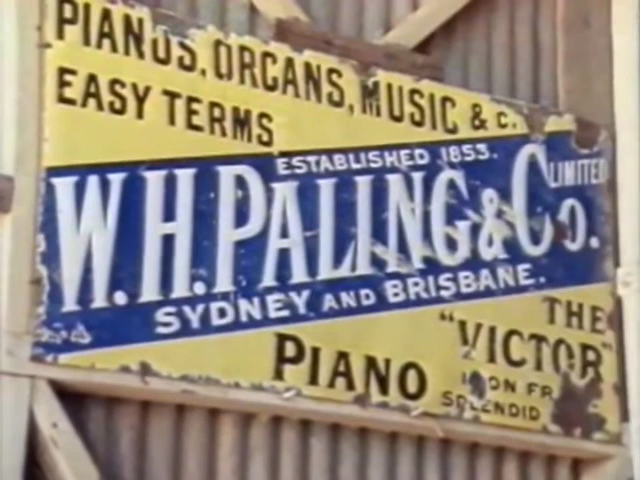 PIANOS, ORGANS, MUSIC & c.
EASY TERMS
ESTABLISHED 1853.
W. H. PALING & Co. LIMITED
SYDNEY AND BRISBANE.
THE
"VICTOR"
PIANO
SPLENDID